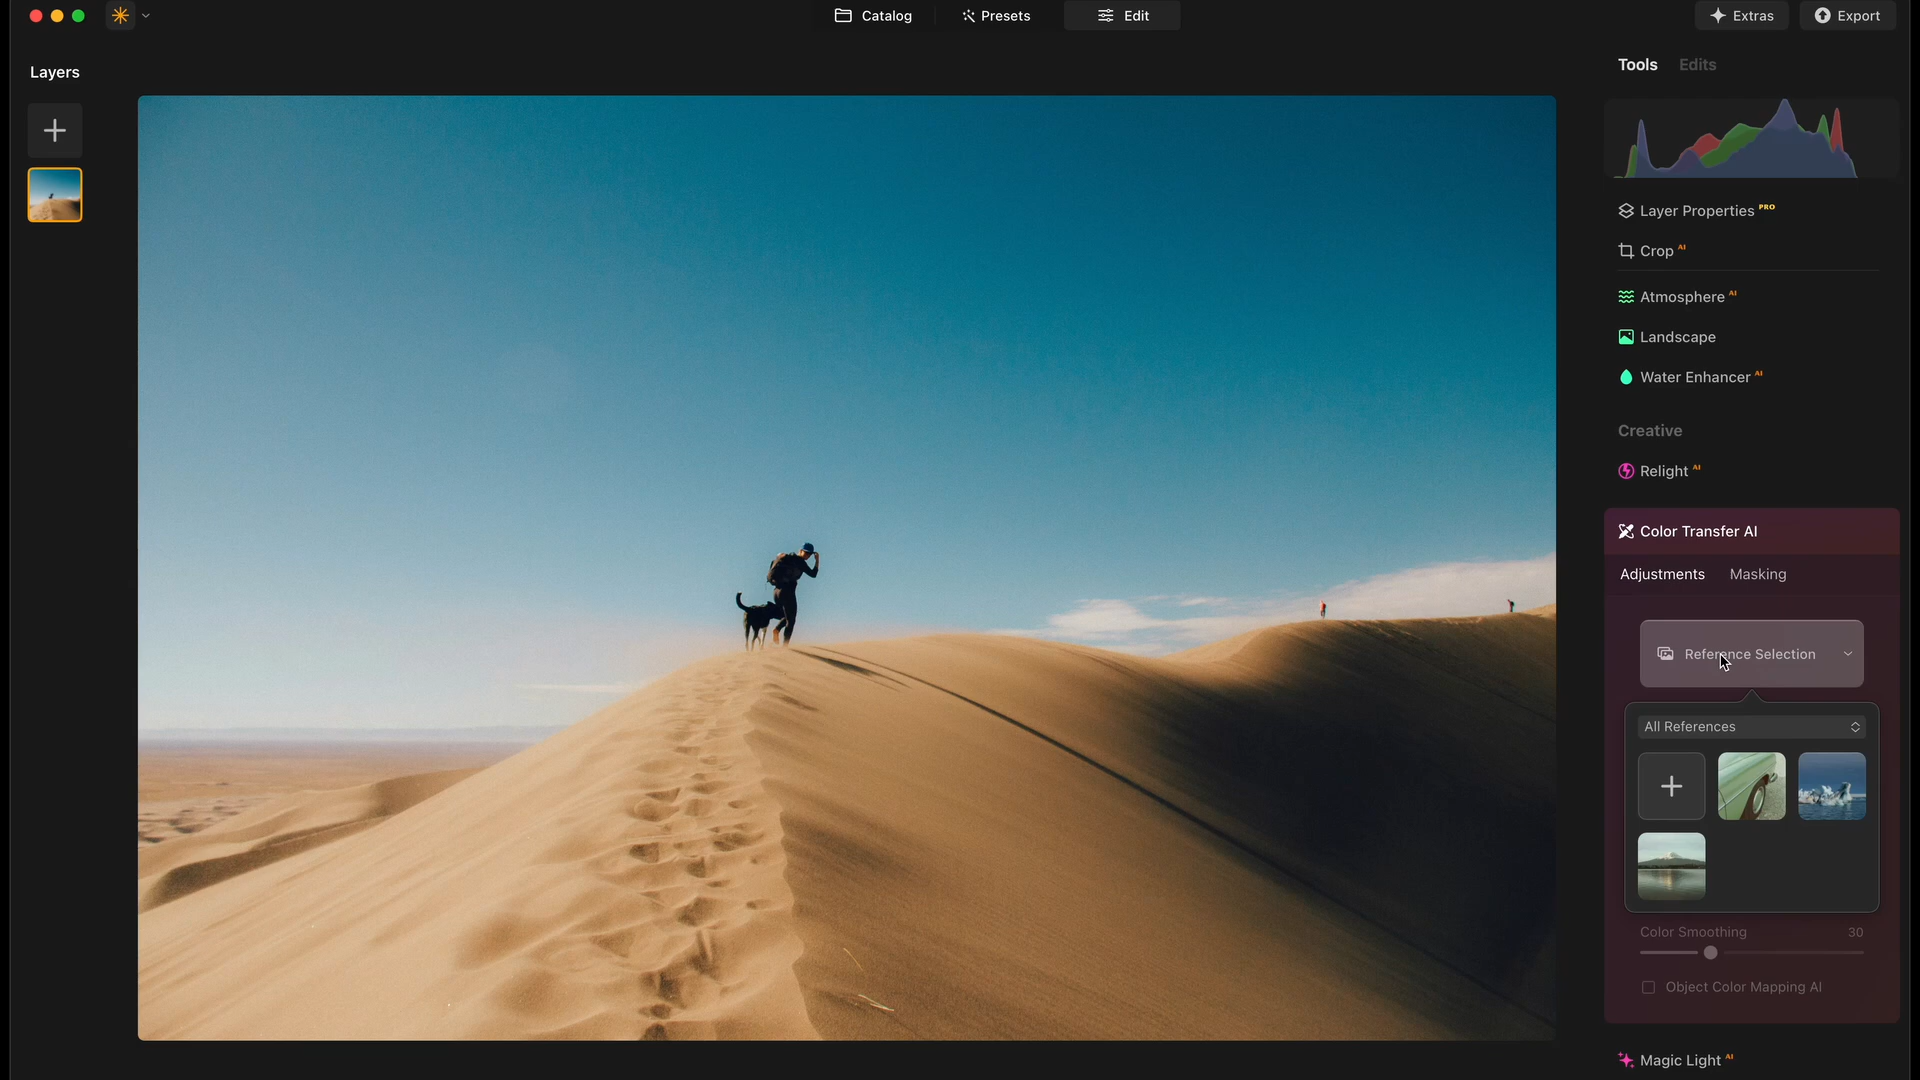 Catalog
Presets
Edit
Extras
Export
Layers
Tools
Edits
Layer Properties PRO
Crop AI
Atmosphere AI
Landscape
Water Enhancer AI
Creative
Relight AI
Color Transfer AI
Adjustments
Masking
Reference Selection
All References
Color Smoothing 30
Object Color Mapping AI
Magic Light AI